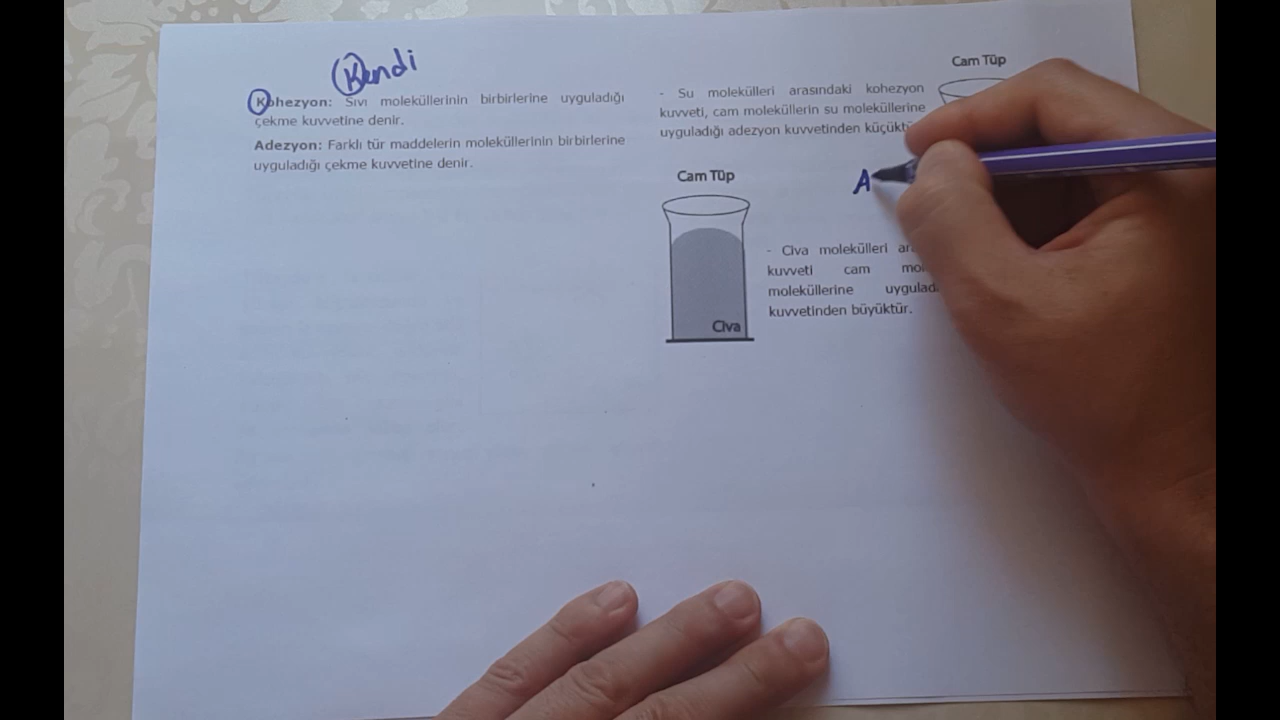 Kendi
Kohezyon: Sıvı moleküllerinin birbirlerine uyguladığı
çekme kuvvetine denir.
Adezyon: Farklı tür maddelerin moleküllerinin birbirlerine
uyguladığı çekme kuvvetine denir.
Cam Tüp
- Su molekülleri arasındaki kohezyon
kuvveti, cam moleküllerin su moleküllerine
uyguladığı adezyon kuvvetinden
A
Cam Tüp
Civa
- Civa molekülleri
kuvveti cam
moleküllerine
kuvvetinden büyüktür.